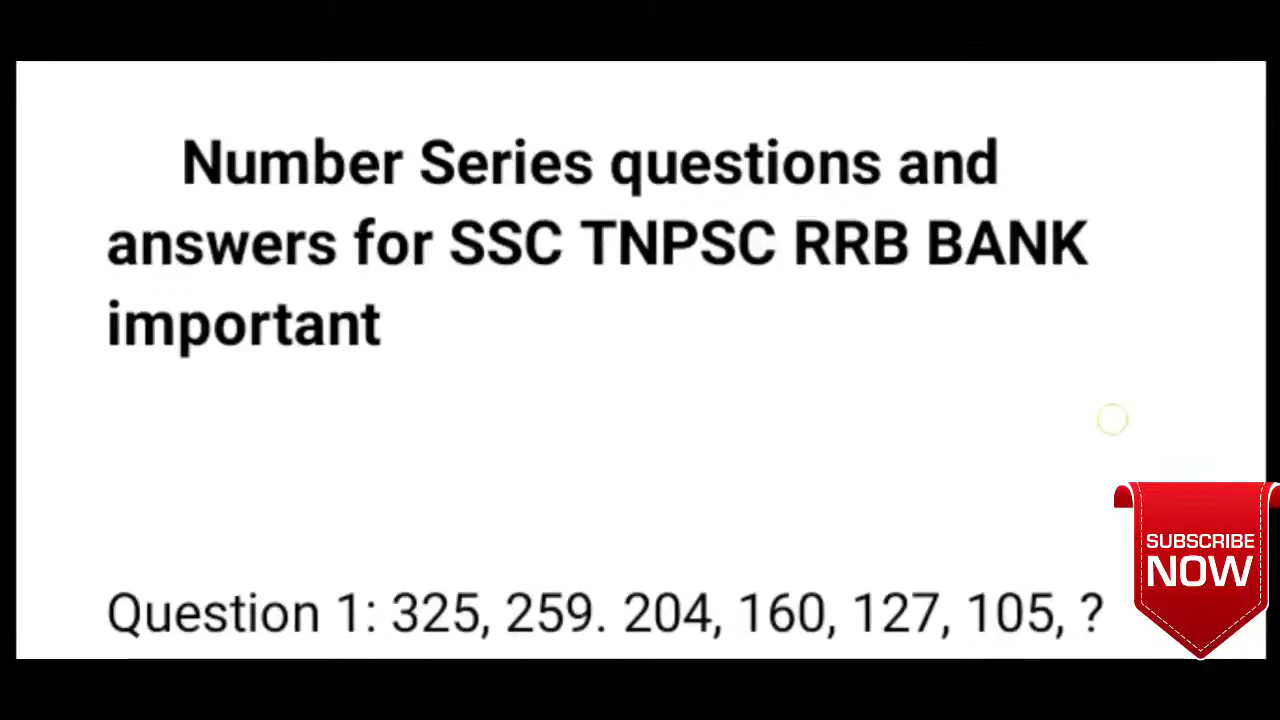 Number Series questions and
answers for SSC TNPSC RRB BANK
important
Question 1: 325, 259. 204, 160, 127, 105, ?
SUBSCRIBE
NOW